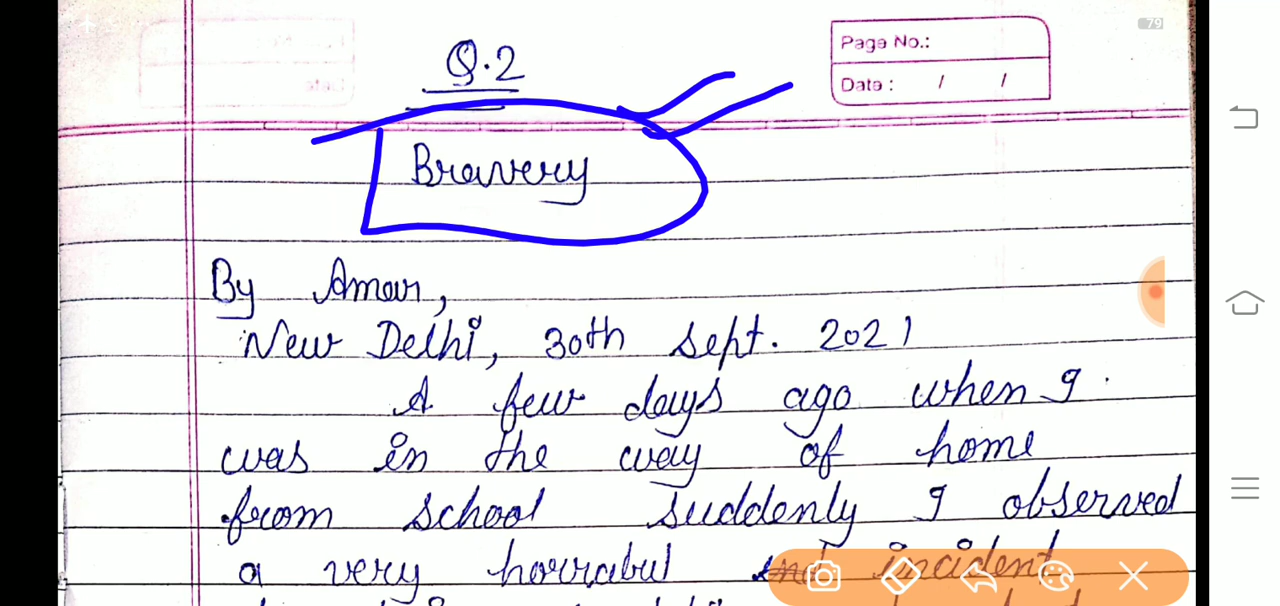 79
Page No.:
Date : / /
Q.2
Bravery
By Amar,
New Delhi, 30th Sept. 2021
A few days ago when I
was in the way of home
from school suddenly I observed
a very horrabul incident